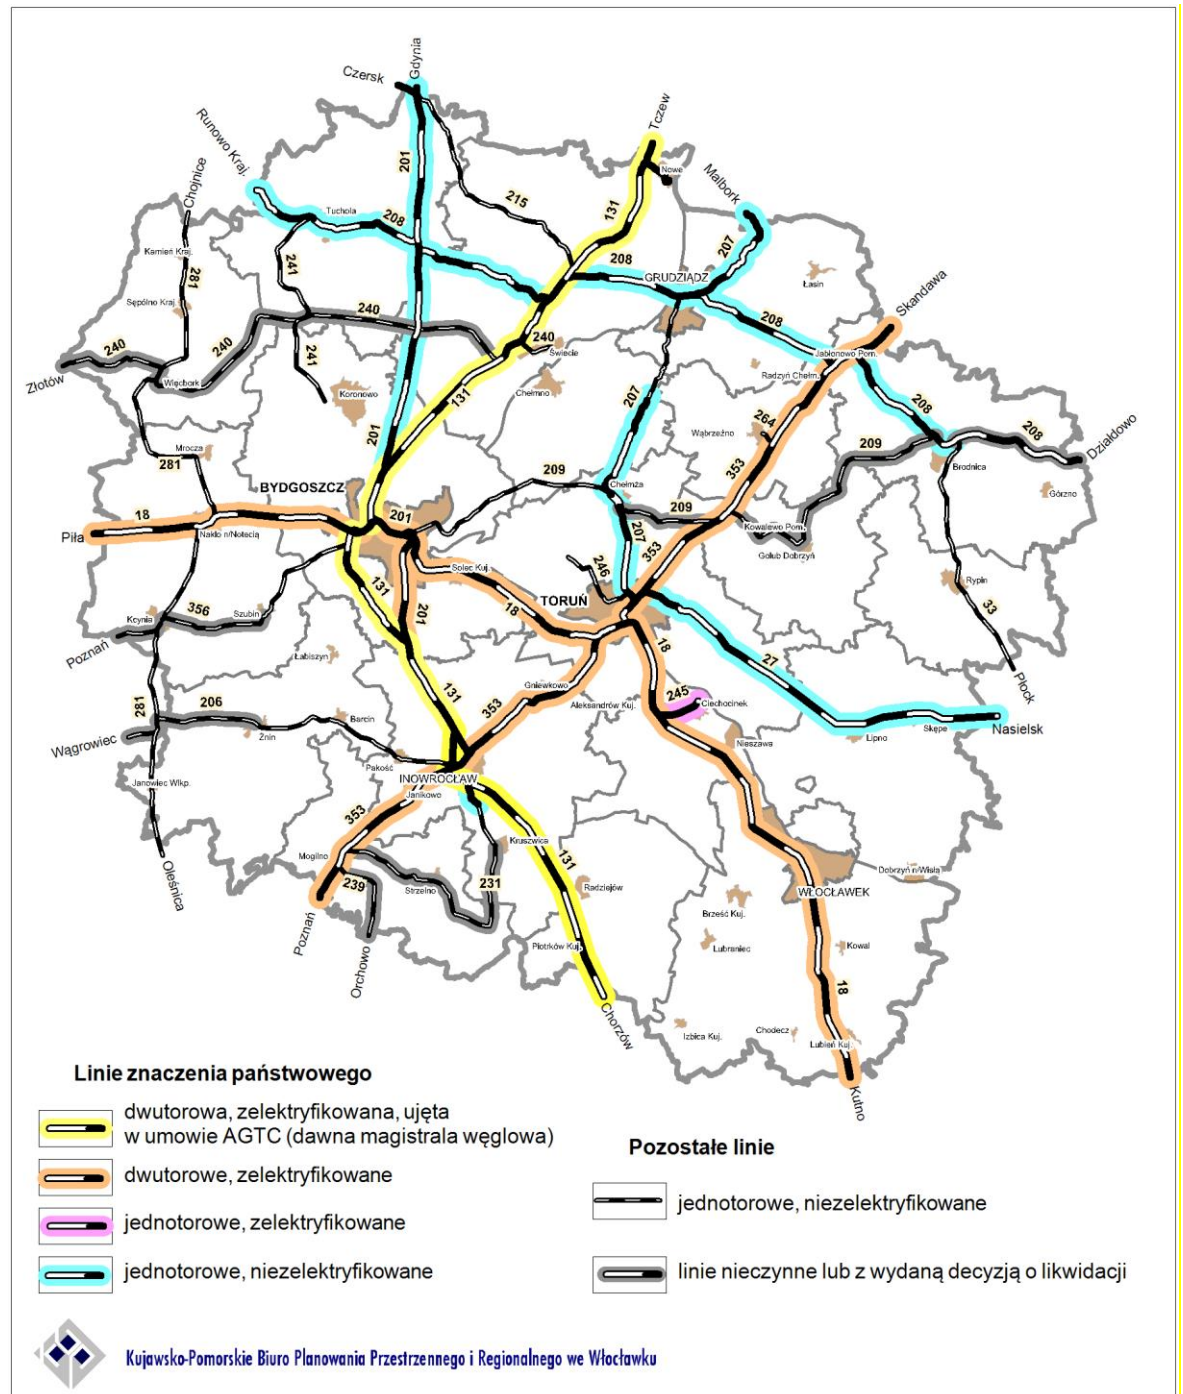 Gdynia
Czersk
Tczew
Runowo Kraj.
Chojnice
201
Nowe
Malbork
215
131
Tuchola
208
207
Kamień Kraj.
241
208
GRUDZIĄDZ
Łasin
281
Sępólno Kraj.
Skandawa
240
208
240
240
240
Świecie
Jabłonowo Pom.
Złotów
Więcbork
241
Radzyń Chełm.
Koronowo
131
Chełmno
207
208
264
Wąbrzeźno
208
Działdowo
201
209
Mrocza
281
353
Brodnica
209
Chełmża
BYDGOSZCZ
Górzno
18
201
209
Kowalewo Pom.
Piła
Nakło n/Notecią
207
353
Golub Dobrzyń
Solec Kuj.
246
131
Rypin
TORUŃ
356
Szubin
201
18
33
Kcynia
18
Poznań
Łabiszyn
27
Płock
Gniewkowo
245
281
206
131
353
Aleksandrów Kuj.
Ciechocinek
Barcin
Nasielsk
Wągrowiec
Żnin
Nieszawa
Lipno
Skępe
Pakość
INOWROCŁAW
Janowiec Wlkp.
Janikowo
353
Kruszwica
131
Mogilno
Oleśnica
239
Strzelno
231
Radziejów
Dobrzyń n/Wisłą
WŁOCŁAWEK
Brześć Kuj.
Poznań
Piotrków Kuj.
Lubraniec
Kowal
Orchowo
18
Chorzów
Izbica Kuj.
Chodecz
Lubień Kuj.
Kutno
Linie znaczenia państwowego
dwutorowa, zelektryfikowana, ujęta
w umowie AGTC (dawna magistrala węglowa)
dwutorowe, zelektryfikowane
jednotorowe, zelektryfikowane
jednotorowe, niezelektryfikowane
Pozostałe linie
jednotorowe, niezelektryfikowane
linie nieczynne lub z wydaną decyzją o likwidacji
Kujawsko-Pomorskie Biuro Planowania Przestrzennego i Regionalnego we Włocławku